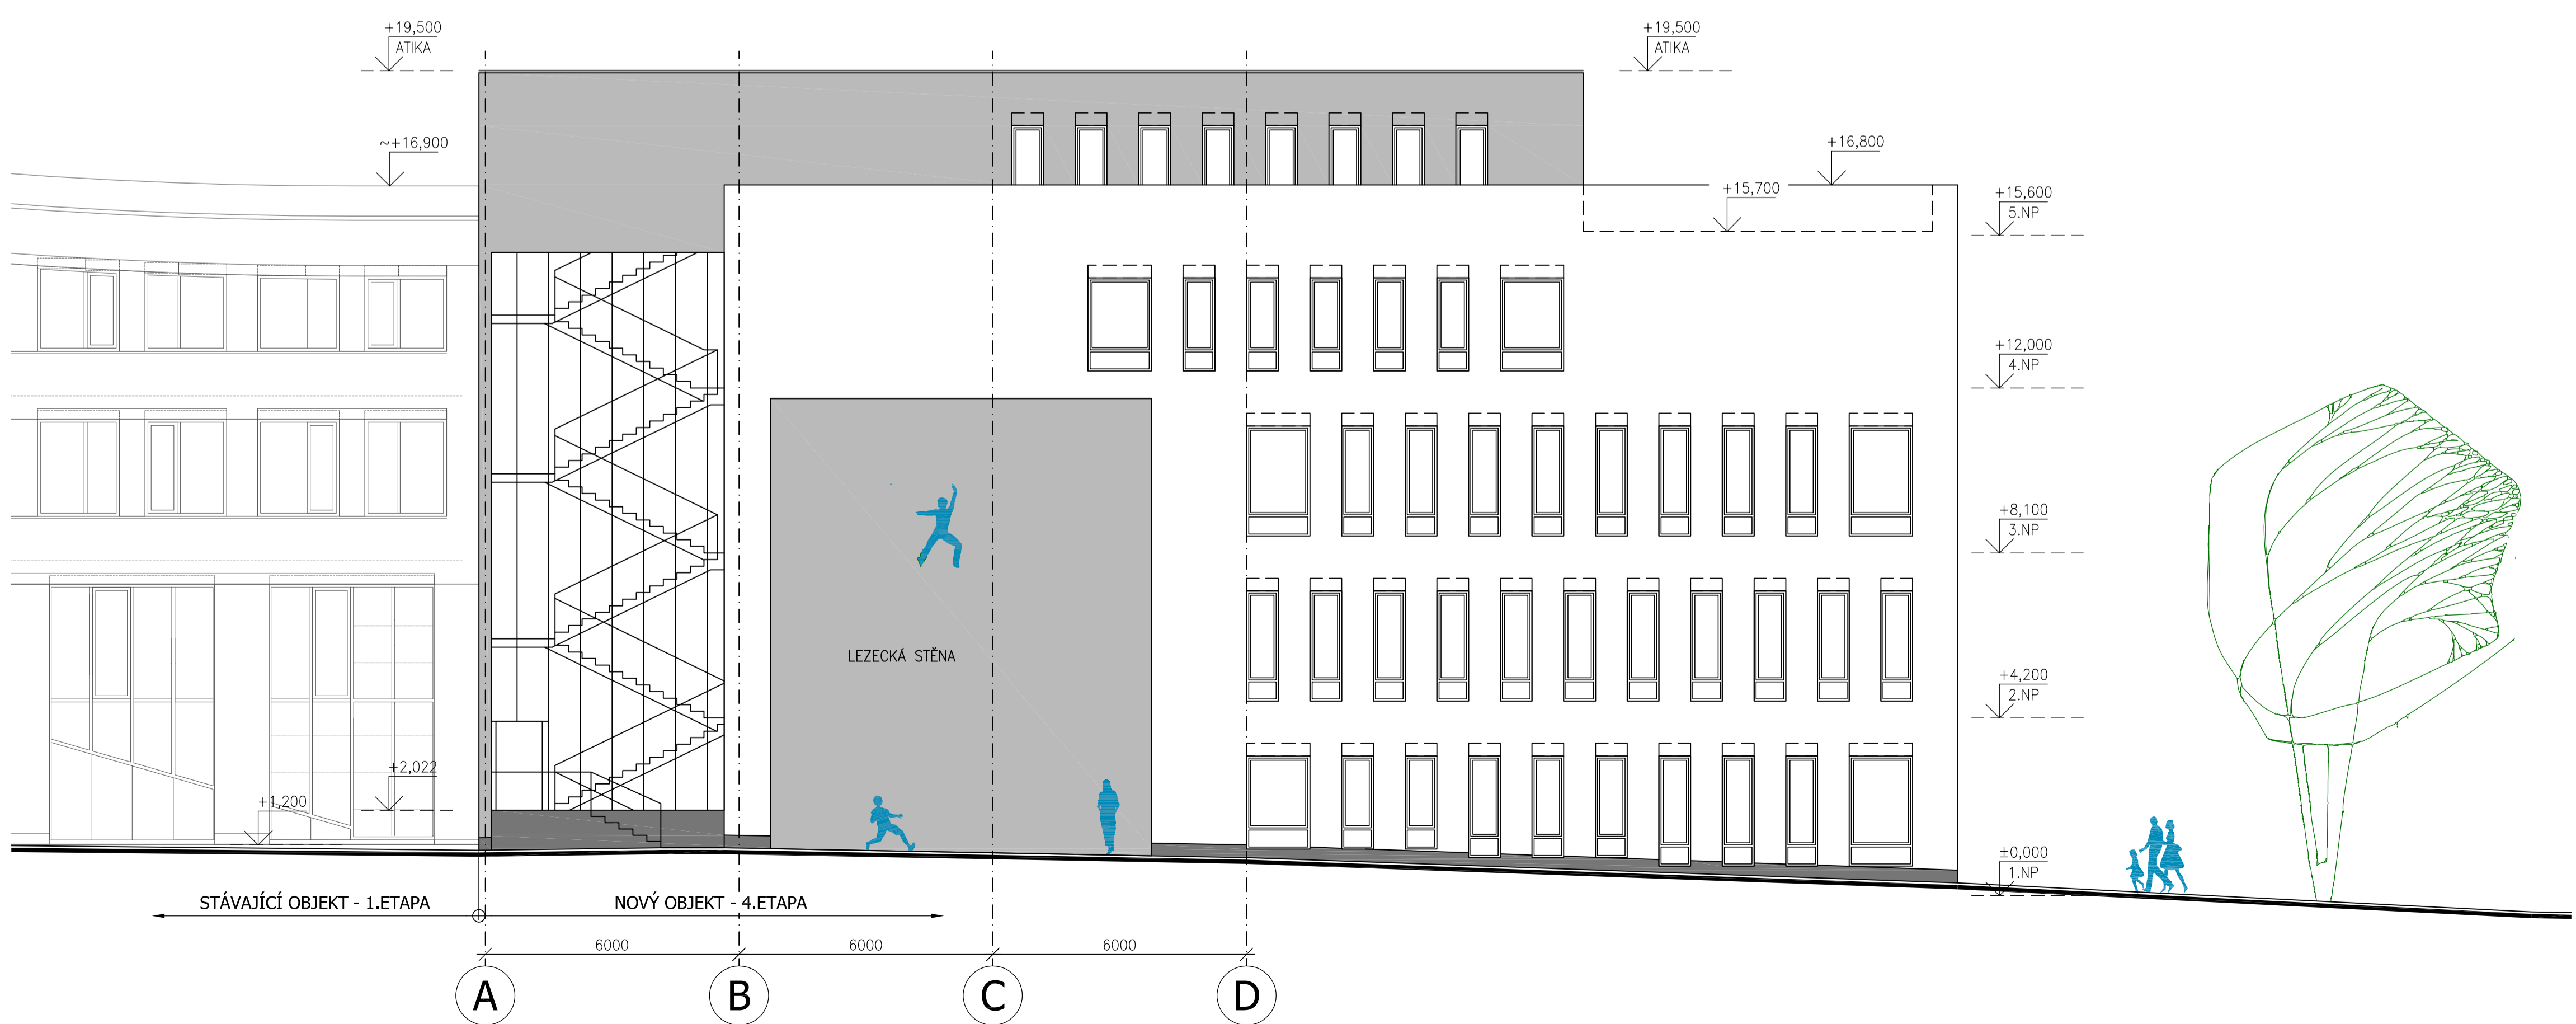 +19,500
ATIKA
+19,500
ATIKA
~+16,900
+16,800
+15,700
+15,600
5.NP
+12,000
4.NP
+8,100
3.NP
LEZECKÁ STĚNA
+4,200
2.NP
+2,022
+1,200
±0,000
1.NP
STÁVAJÍCÍ OBJEKT - 1.ETAPA
NOVÝ OBJEKT - 4.ETAPA
6000
6000
6000
A
B
C
D